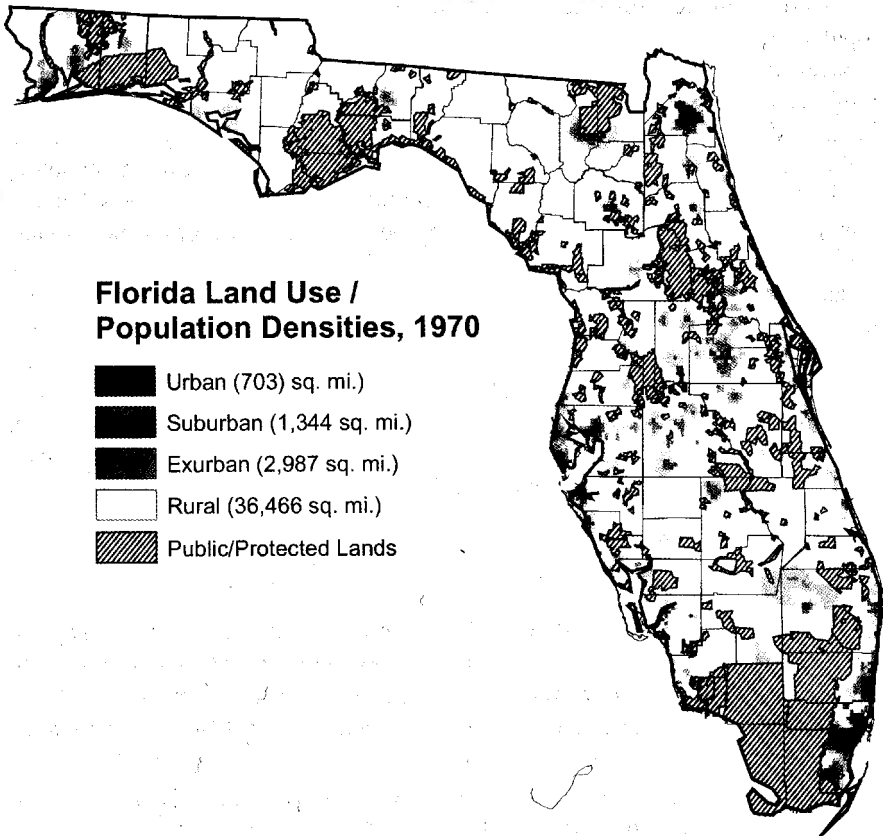 Florida Land Use /
Population Densities, 1970
Urban (703) sq. mi.)
Suburban (1,344 sq. mi.)
Exurban (2,987 sq. mi.)
Rural (36,466 sq. mi.)
Public/Protected Lands